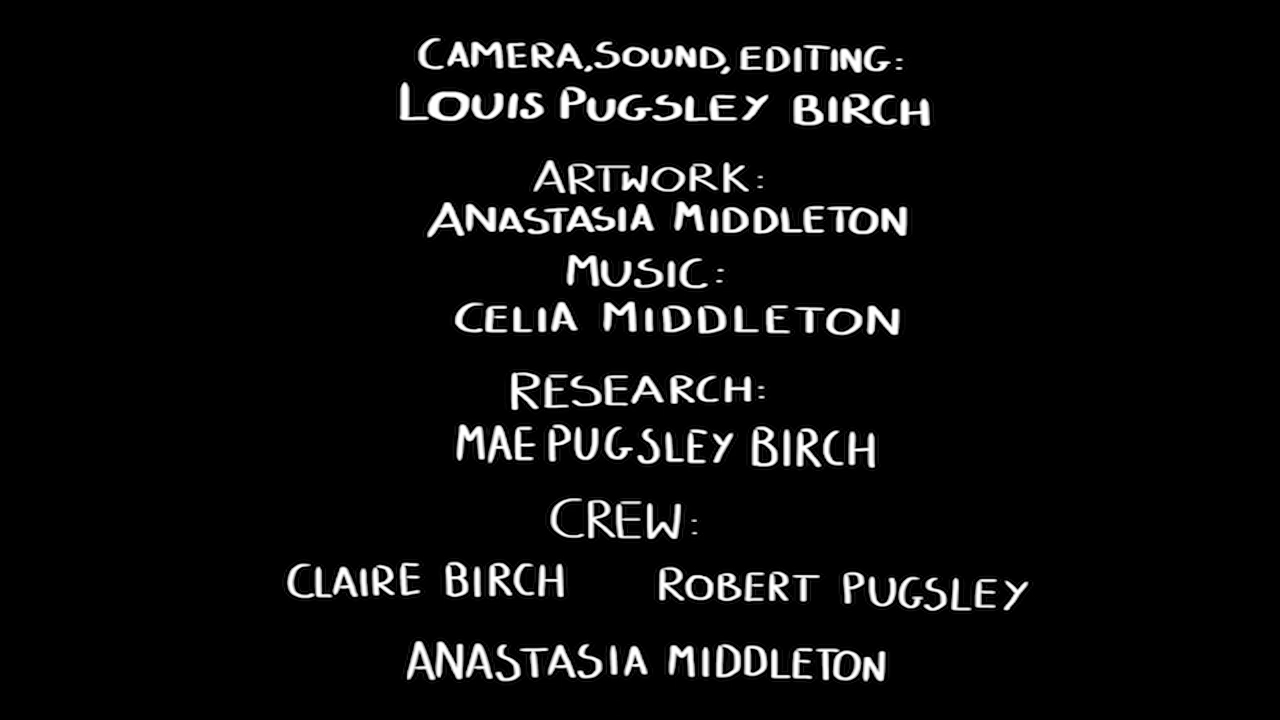 CAMERA, SOUND, EDITING:
LOUIS PUGSLEY BIRCH
ARTWORK:
ANASTASIA MIDDLETON
MUSIC:
CELIA MIDDLETON
RESEARCH:
MAE PUGSLEY BIRCH
CREW:
CLAIRE BIRCH ROBERT PUGSLEY
ANASTASIA MIDDLETON